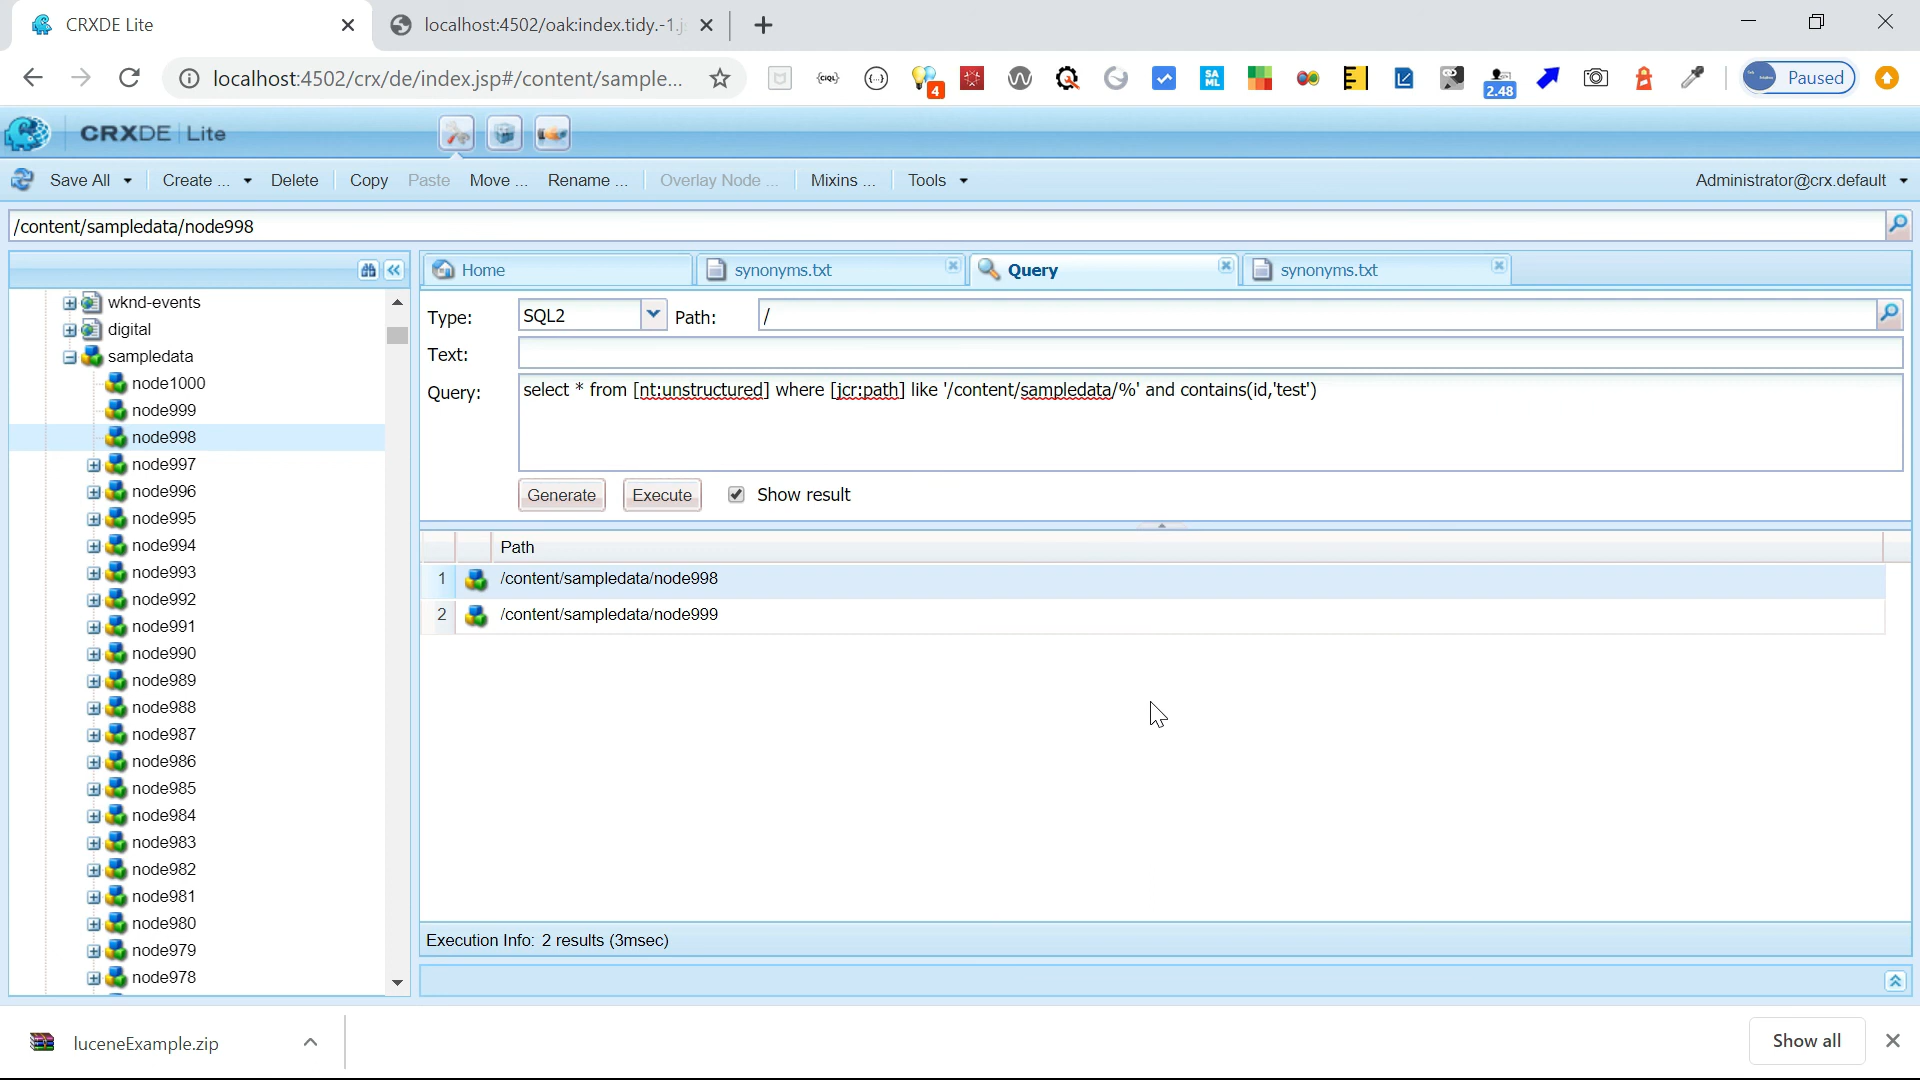 CRXDE Lite
localhost:4502/oak:index.tidy.-1.j
localhost:4502/crx/de/index.jsp#/content/sample...
4
SA
ML
2.48
Paused
CRXDE Lite
Save All
Create ...
Delete
Copy
Paste
Move ...
Rename ...
Overlay Node ...
Mixins ...
Tools
Administrator@crx.default
/content/sampledata/node998
wknd-events
digital
sampledata
node1000
node999
node998
node997
node996
node995
node994
node993
node992
node991
node990
node989
node988
node987
node986
node985
node984
node983
node982
node981
node980
node979
node978
Home
synonyms.txt
Query
synonyms.txt
Type:
SQL2
Path:
/
Text:
Query:
select * from [nt:unstructured] where [jcr:path] like '/content/sampledata/%' and contains(id,'test')
Generate
Execute
Show result
Path
1 /content/sampledata/node998
2 /content/sampledata/node999
Execution Info: 2 results (3msec)
luceneExample.zip
Show all